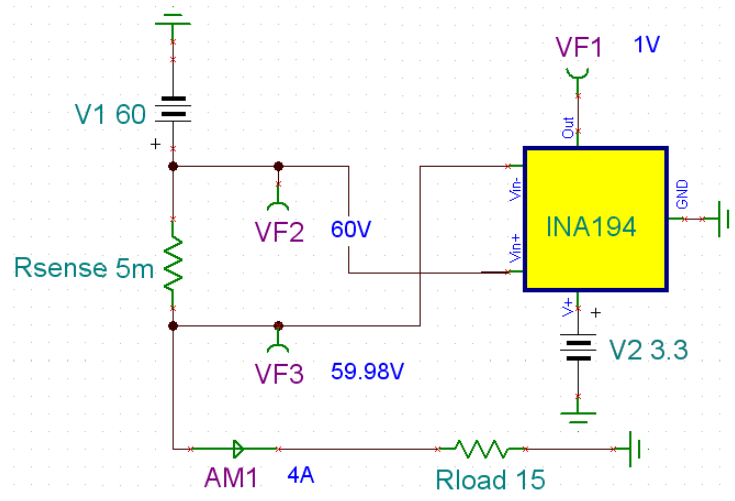 VF1 1V
V1 60
+
Out
Vin-
GND
INA194
VF2 60V
Vin+
Rsense 5m
V+
+
V2 3.3
VF3 59.98V
AM1 4A
Rload 15